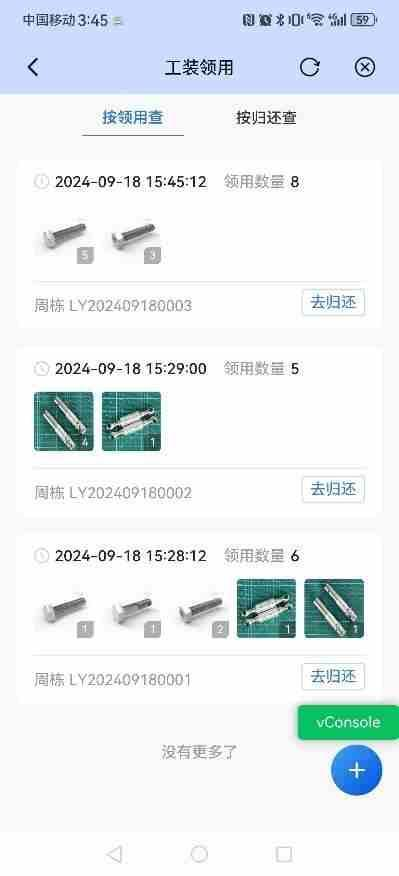 中国移动 3:45 59
工装领用
按领用查 按归还查
2024-09-18 15:45:12 领用数量 8
5 3
周栋 LY202409180003 去归还
2024-09-18 15:29:00 领用数量 5
4 1
周栋 LY202409180002 去归还
2024-09-18 15:28:12 领用数量 6
1 1 2 1 1
周栋 LY202409180001 去归还
vConsole
没有更多了